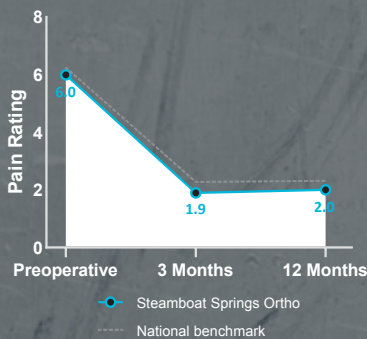 8
6
4
2
0
Pain Rating
6.0
1.9
2.0
Preoperative 3 Months 12 Months
Steamboat Springs Ortho
National benchmark